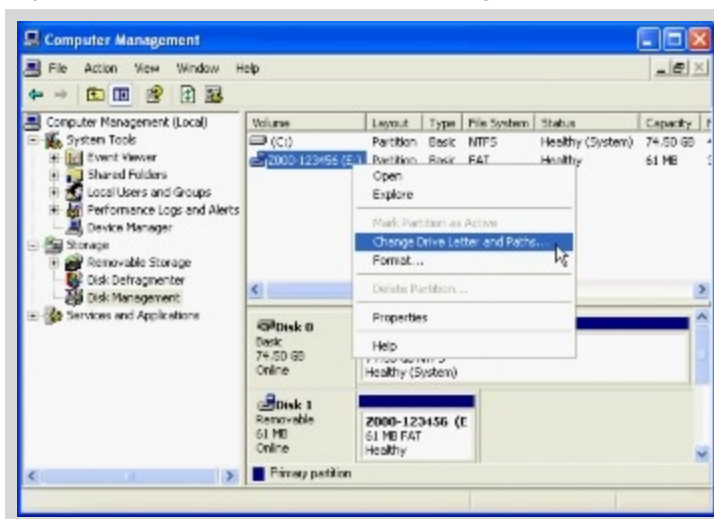 Computer Management
File Action View Window Help
Computer Management (Local)
System Tools
Event Viewer
Shared Folders
Local Users and Groups
Performance Logs and Alerts
Device Manager
Storage
Removable Storage
Disk Defragmenter
Disk Management
Services and Applications
Volume Layout Type File System Status Capacity
(C:) Partition Basic NTFS Healthy (System) 74.50 GB
2000-123456 (E:) Partition Basic FAT Healthy 61 MB
Open
Explore
Mark Partition as Active
Change Drive Letter and Paths...
Format...
Delete Partition...
Properties
Help
Disk 0
Basic
74.50 GB
Online
Healthy (System)
Disk 1
Removable
61 MB
Online
2000-123456 (E
61 MB FAT
Healthy
Primary partition